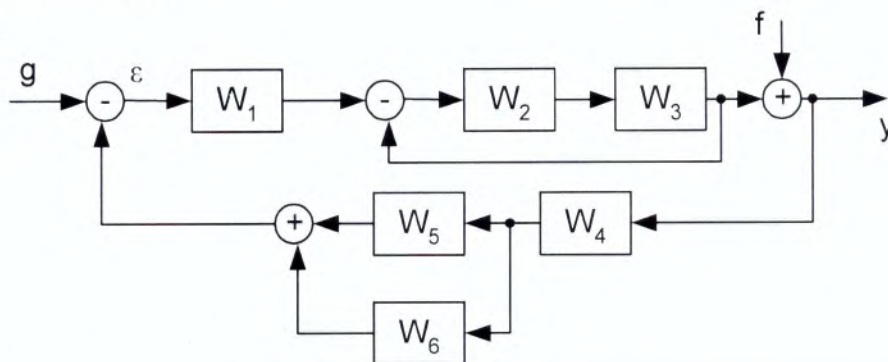 f
g
ε
-
W₁
-
W₂
W₃
+
y
+
W₅
W₄
W₆